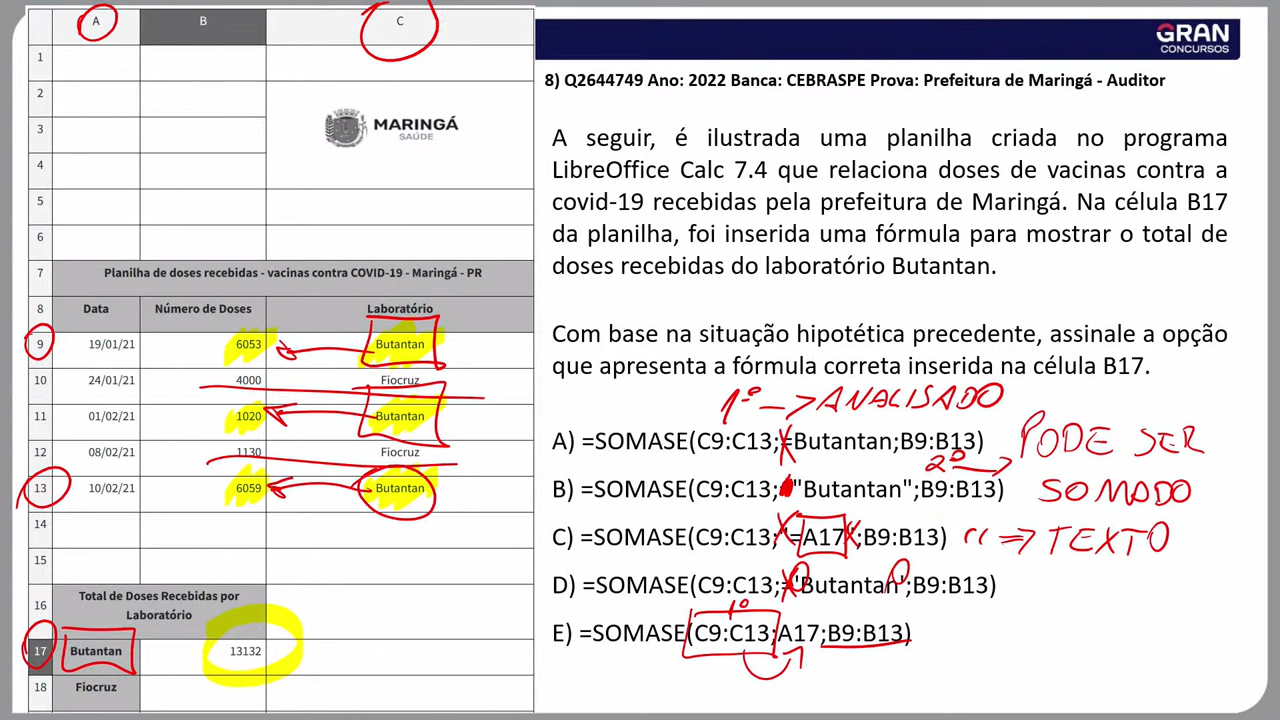 A B C
1
2
3
4
5
6
MARINGÁ
SAÚDE
7 Planilha de doses recebidas - vacinas contra COVID-19 - Maringá - PR
8 Data Número de Doses Laboratório
9 19/01/21 6053 Butantan
10 24/01/21 4000 Fiocruz
11 01/02/21 1020 Butantan
12 08/02/21 1130 Fiocruz
13 10/02/21 6059 Butantan
14
15
16 Total de Doses Recebidas por
Laboratório
17 Butantan 13132
18 Fiocruz
GRAN
CONCURSOS
8) Q2644749 Ano: 2022 Banca: CEBRASPE Prova: Prefeitura de Maringá - Auditor
A seguir, é ilustrada uma planilha criada no programa
LibreOffice Calc 7.4 que relaciona doses de vacinas contra a
covid-19 recebidas pela prefeitura de Maringá. Na célula B17
da planilha, foi inserida uma fórmula para mostrar o total de
doses recebidas do laboratório Butantan.
Com base na situação hipotética precedente, assinale a opção
que apresenta a fórmula correta inserida na célula B17.
1º -> ANALISADO
A) =SOMASE(C9:C13;=Butantan;B9:B13) PODE SER
2º
B) =SOMASE(C9:C13;="Butantan";B9:B13) SOMADO
C) =SOMASE(C9:C13;"=A17";B9:B13) " => TEXTO
D) =SOMASE(C9:C13;='Butantan';B9:B13)
1º
E) =SOMASE(C9:C13;A17;B9:B13)